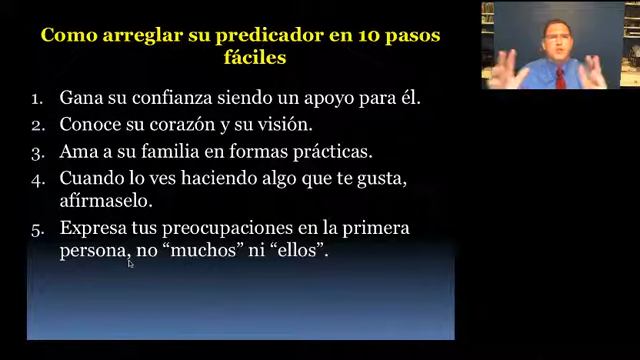 Como arreglar su predicador en 10 pasos
fáciles
1. Gana su confianza siendo un apoyo para él.
2. Conoce su corazón y su visión.
3. Ama a su familia en formas prácticas.
4. Cuando lo ves haciendo algo que te gusta,
afírmaselo.
5. Expresa tus preocupaciones en la primera
persona, no “muchos” ni “ellos”.